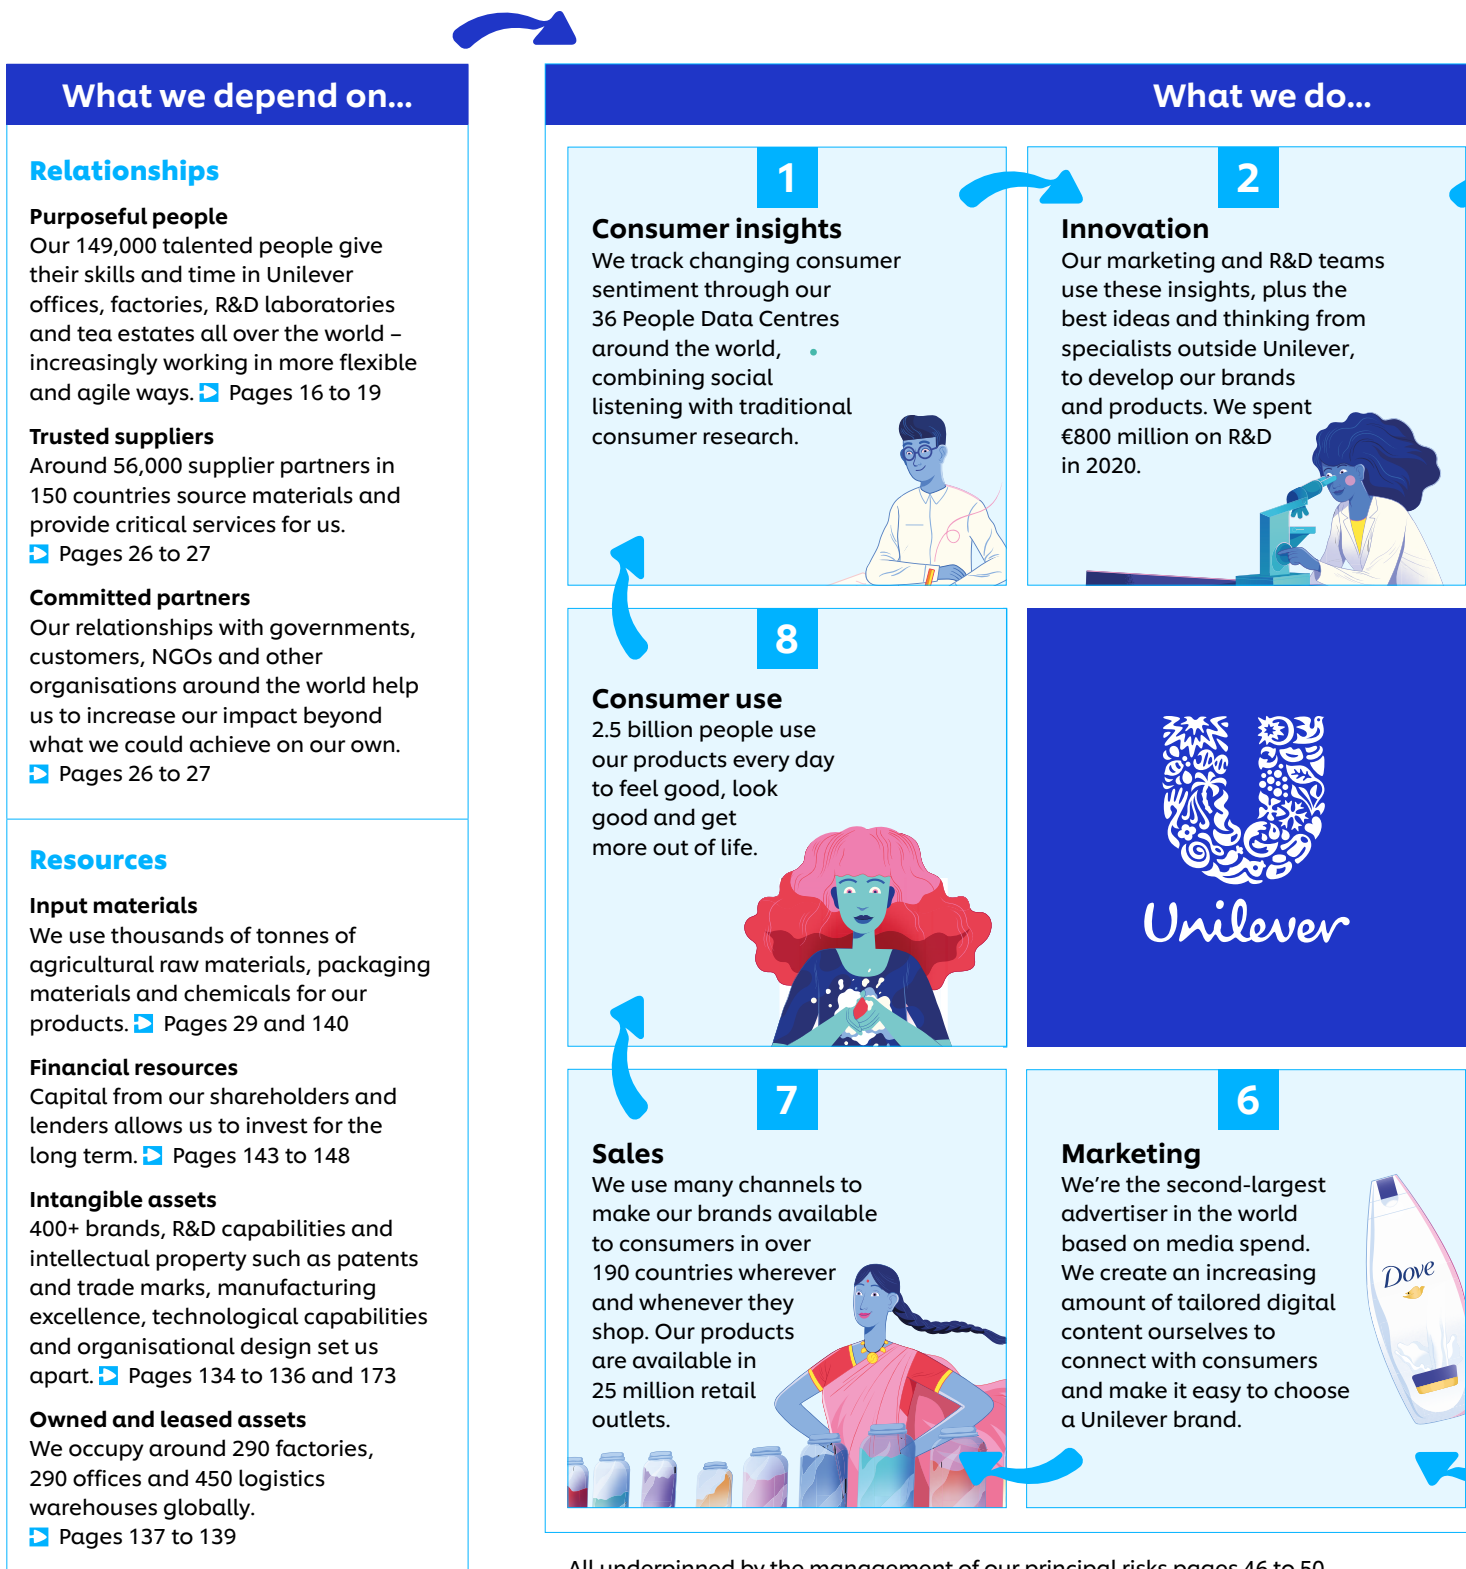 What we depend on...
Relationships
Purposeful people
Our 149,000 talented people give
their skills and time in Unilever
offices, factories, R&D laboratories
and tea estates all over the world –
increasingly working in more flexible
and agile ways. Pages 16 to 19
Trusted suppliers
Around 56,000 supplier partners in
150 countries source materials and
provide critical services for us.
Pages 26 to 27
Committed partners
Our relationships with governments,
customers, NGOs and other
organisations around the world help
us to increase our impact beyond
what we could achieve on our own.
Pages 26 to 27
Resources
Input materials
We use thousands of tonnes of
agricultural raw materials, packaging
materials and chemicals for our
products. Pages 29 and 140
Financial resources
Capital from our shareholders and
lenders allows us to invest for the
long term. Pages 143 to 148
Intangible assets
400+ brands, R&D capabilities and
intellectual property such as patents
and trade marks, manufacturing
excellence, technological capabilities
and organisational design set us
apart. Pages 134 to 136 and 173
Owned and leased assets
We occupy around 290 factories,
290 offices and 450 logistics
warehouses globally.
Pages 137 to 139
What we do...
1
Consumer insights
We track changing consumer
sentiment through our
36 People Data Centres
around the world,
combining social
listening with traditional
consumer research.
2
Innovation
Our marketing and R&D teams
use these insights, plus the
best ideas and thinking from
specialists outside Unilever,
to develop our brands
and products. We spent
€800 million on R&D
in 2020.
8
Consumer use
2.5 billion people use
our products every day
to feel good, look
good and get
more out of life.
Unilever
7
Sales
We use many channels to
make our brands available
to consumers in over
190 countries wherever
and whenever they
shop. Our products
are available in
25 million retail
outlets.
6
Marketing
We're the second-largest
advertiser in the world
based on media spend.
We create an increasing
amount of tailored digital
content ourselves to
connect with consumers
and make it easy to choose
a Unilever brand.
Dove
All underpinned by the management of our principal risks pages 46 to 50